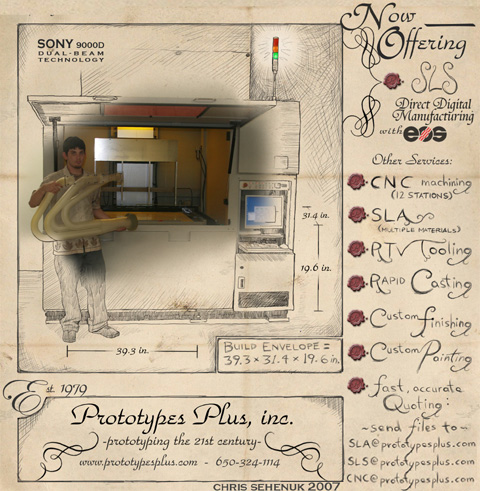 SONY 9000D
DUAL-BEAM
TECHNOLOGY
31.4 in.
19.6 in.
39.3 in.
BUILD ENVELOPE =
39.3 × 31.4 × 19.6 in.
Now
Offering
SLS
Direct Digital
Manufacturing
with eos
Other Services:
CNC machining
(12 STATIONS)
SLA
(MULTIPLE MATERIALS)
RTV Tooling
RAPID Casting
Custom finishing
Custom Painting
fast, accurate
Quoting:
~send files to~
SLA@prototypesplus.com
SLS@prototypesplus.com
CNC@prototypesplus.com
Est. 1979
Prototypes Plus, inc.
-prototyping the 21st century-
www.prototypesplus.com - 650-324-1114
CHRIS SEHENUK 2007